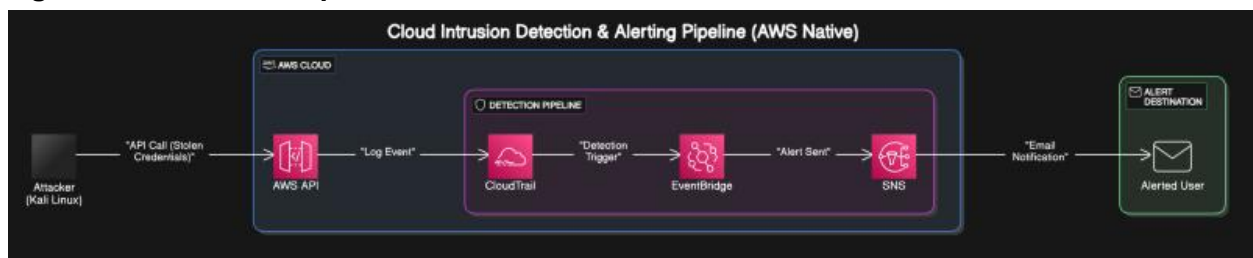 Cloud Intrusion Detection & Alerting Pipeline (AWS Native)
AWS CLOUD
DETECTION PIPELINE
ALERT
DESTINATION
"API Call (Stolen
Credentials)"
"Log Event"
"Detection
Trigger"
"Alert Sent"
"Email
Notification"
Attacker
(Kali Linux)
AWS API
CloudTrail
EventBridge
SNS
Alerted User